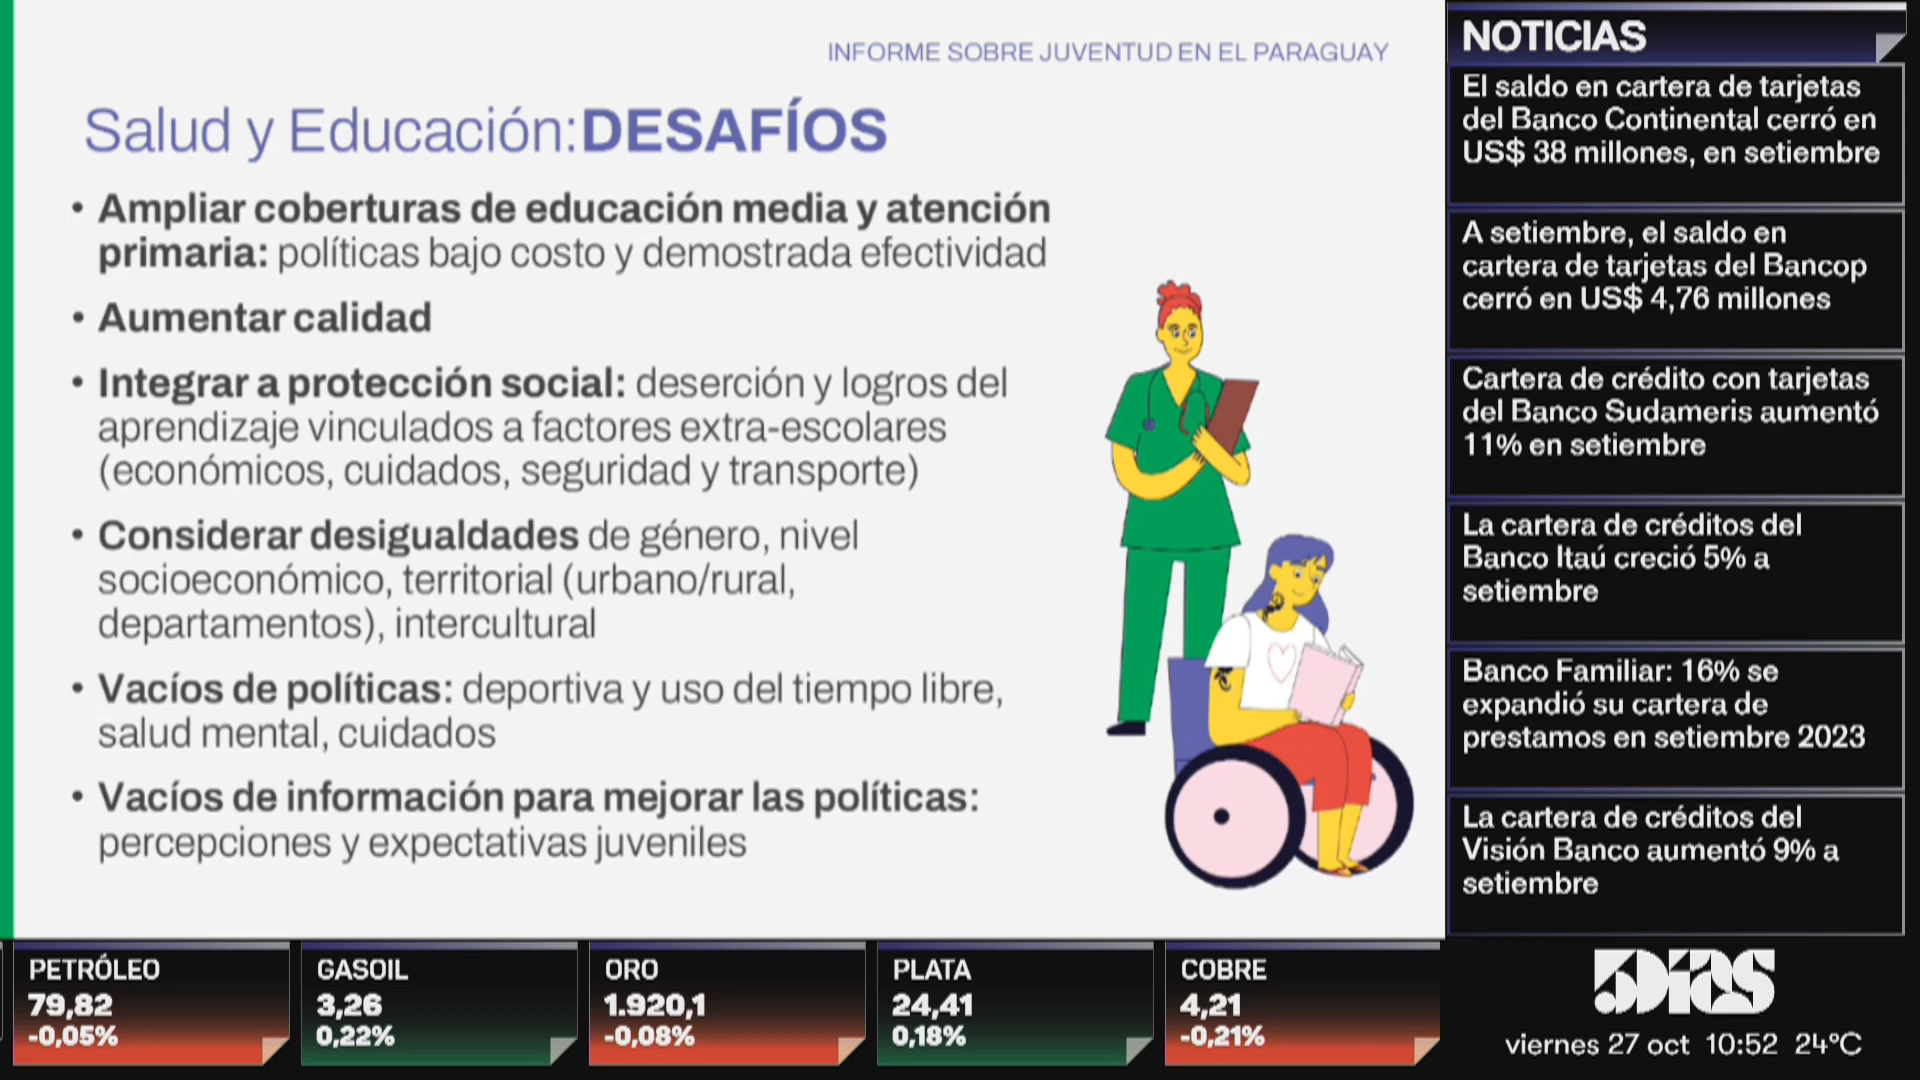 INFORME SOBRE JUVENTUD EN EL PARAGUAY
Salud y Educación:DESAFÍOS
• Ampliar coberturas de educación media y atención
primaria: políticas bajo costo y demostrada efectividad
• Aumentar calidad
• Integrar a protección social: deserción y logros del
aprendizaje vinculados a factores extra-escolares
(económicos, cuidados, seguridad y transporte)
• Considerar desigualdades de género, nivel
socioeconómico, territorial (urbano/rural,
departamentos), intercultural
• Vacíos de políticas: deportiva y uso del tiempo libre,
salud mental, cuidados
• Vacíos de información para mejorar las políticas:
percepciones y expectativas juveniles
NOTICIAS
El saldo en cartera de tarjetas
del Banco Continental cerró en
US$ 38 millones, en setiembre
A setiembre, el saldo en
cartera de tarjetas del Bancop
cerró en US$ 4,76 millones
Cartera de crédito con tarjetas
del Banco Sudameris aumentó
11% en setiembre
La cartera de créditos del
Banco Itaú creció 5% a
setiembre
Banco Familiar: 16% se
expandió su cartera de
prestamos en setiembre 2023
La cartera de créditos del
Visión Banco aumentó 9% a
setiembre
PETRÓLEO
79,82
-0,05%
GASOIL
3,26
0,22%
ORO
1.920,1
-0,08%
PLATA
24,41
0,18%
COBRE
4,21
-0,21%
5Días
viernes 27 oct 10:52 24°C